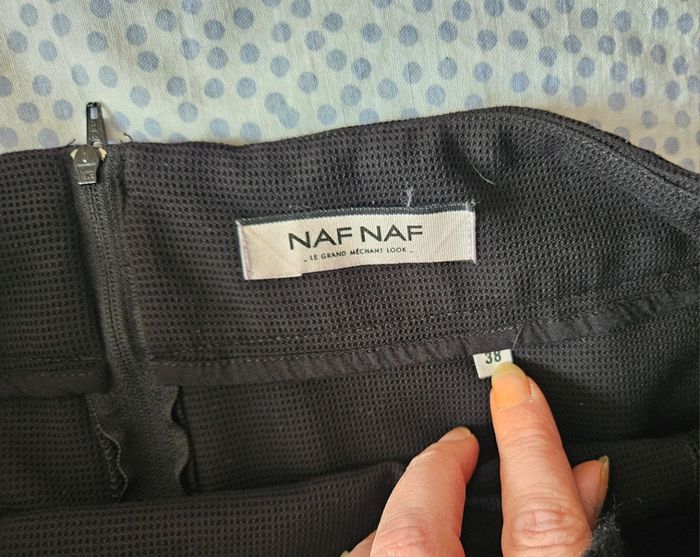 NAF NAF
- LE GRAND MÉCHANT LOOK -
38